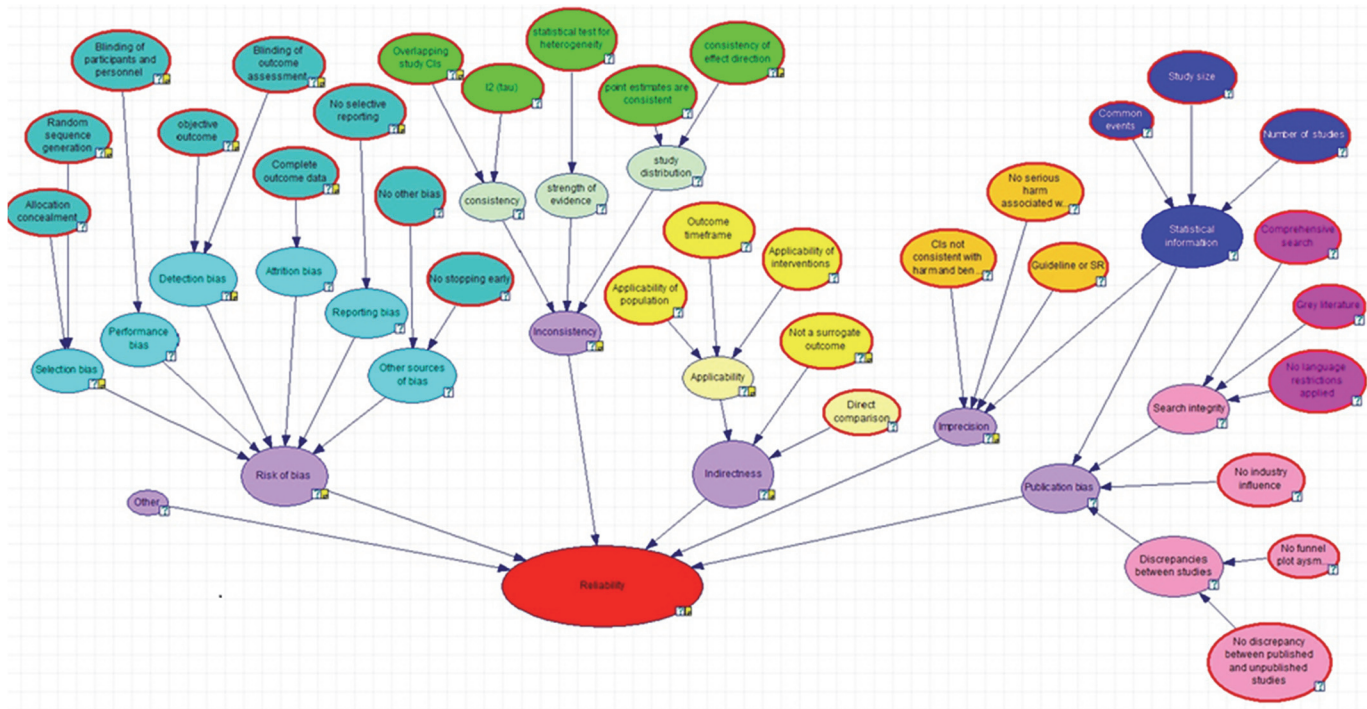 Blinding of
participants and
personnel
Blinding of
outcome
assessment
Overlapping
study CIs
statistical test for
heterogeneity
consistency of
effect direction
I2 (tau)
point estimates are
consistent
Study size
Common
events
Number of studies
Random
sequence
generation
objective
outcome
No selective
reporting
Complete
outcome data
No other bias
Allocation
concealment
consistency
strength of
evidence
study
distribution
No serious
harm
associated w...
Outcome
timeframe
Applicability of
interventions
CIs not
consistent with
harmand ben...
Guideline or SR
Statistical
information
Comprehensive
search
Detection bias
Attrition bias
No stopping early
Applicability of
population
Grey literature
Performance
bias
Reporting bias
Inconsistency
Not a surrogate
outcome
Selection bias
Other sources
of bias
Applicability
No language
restrictions
applied
Direct
comparison
Search integrity
Imprecision
Risk of bias
Indirectness
Publication bias
No industry
influence
Other
Reliability
Discrepancies
between studies
No funnel
plot aysm...
No discrepancy
between published
and unpublished
studies